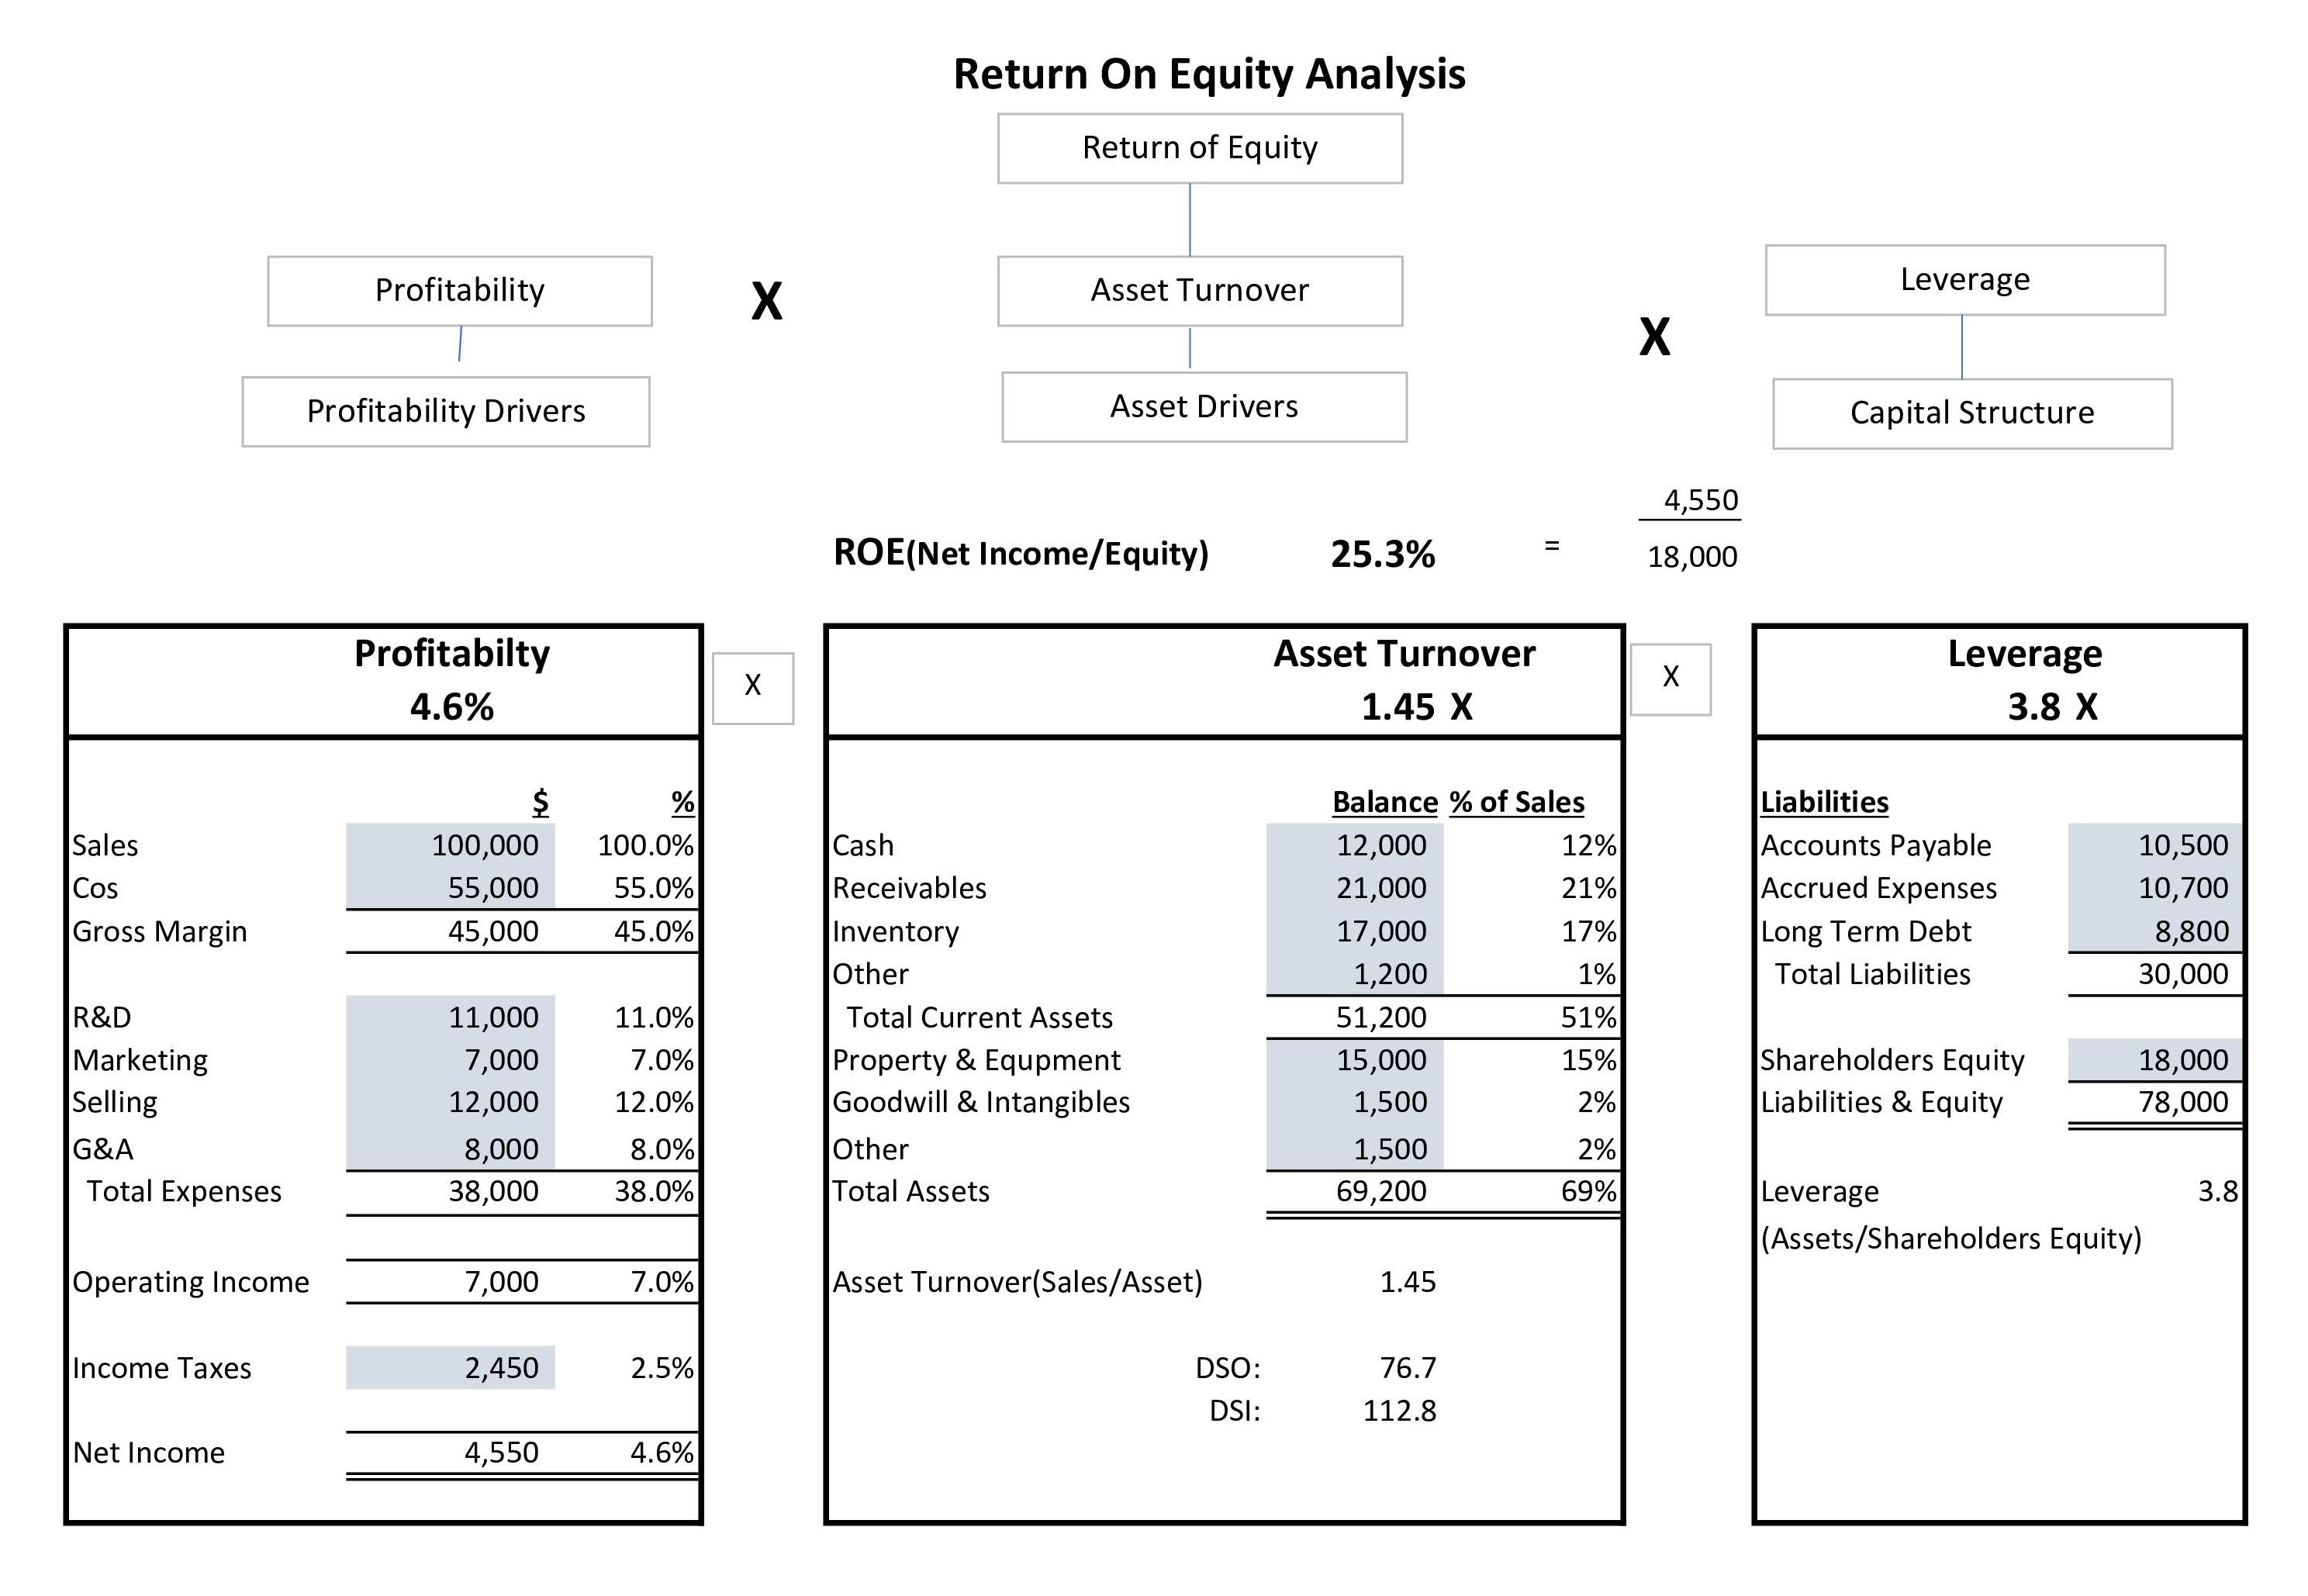 Return On Equity Analysis
Return of Equity
Profitability
X
Asset Turnover
X
Leverage
Profitability Drivers
Asset Drivers
Capital Structure
4,550
ROE(Net Income/Equity) 25.3% = 18,000
Profitabilty
4.6%
X
Asset Turnover
1.45 X
X
Leverage
3.8 X
$ %
Sales 100,000 100.0%
Cos 55,000 55.0%
Gross Margin 45,000 45.0%
R&D 11,000 11.0%
Marketing 7,000 7.0%
Selling 12,000 12.0%
G&A 8,000 8.0%
Total Expenses 38,000 38.0%
Operating Income 7,000 7.0%
Income Taxes 2,450 2.5%
Net Income 4,550 4.6%
Balance % of Sales
Cash 12,000 12%
Receivables 21,000 21%
Inventory 17,000 17%
Other 1,200 1%
Total Current Assets 51,200 51%
Property & Equpment 15,000 15%
Goodwill & Intangibles 1,500 2%
Other 1,500 2%
Total Assets 69,200 69%
Asset Turnover(Sales/Asset) 1.45
DSO: 76.7
DSI: 112.8
Liabilities
Accounts Payable 10,500
Accrued Expenses 10,700
Long Term Debt 8,800
Total Liabilities 30,000
Shareholders Equity 18,000
Liabilities & Equity 78,000
Leverage 3.8
(Assets/Shareholders Equity)